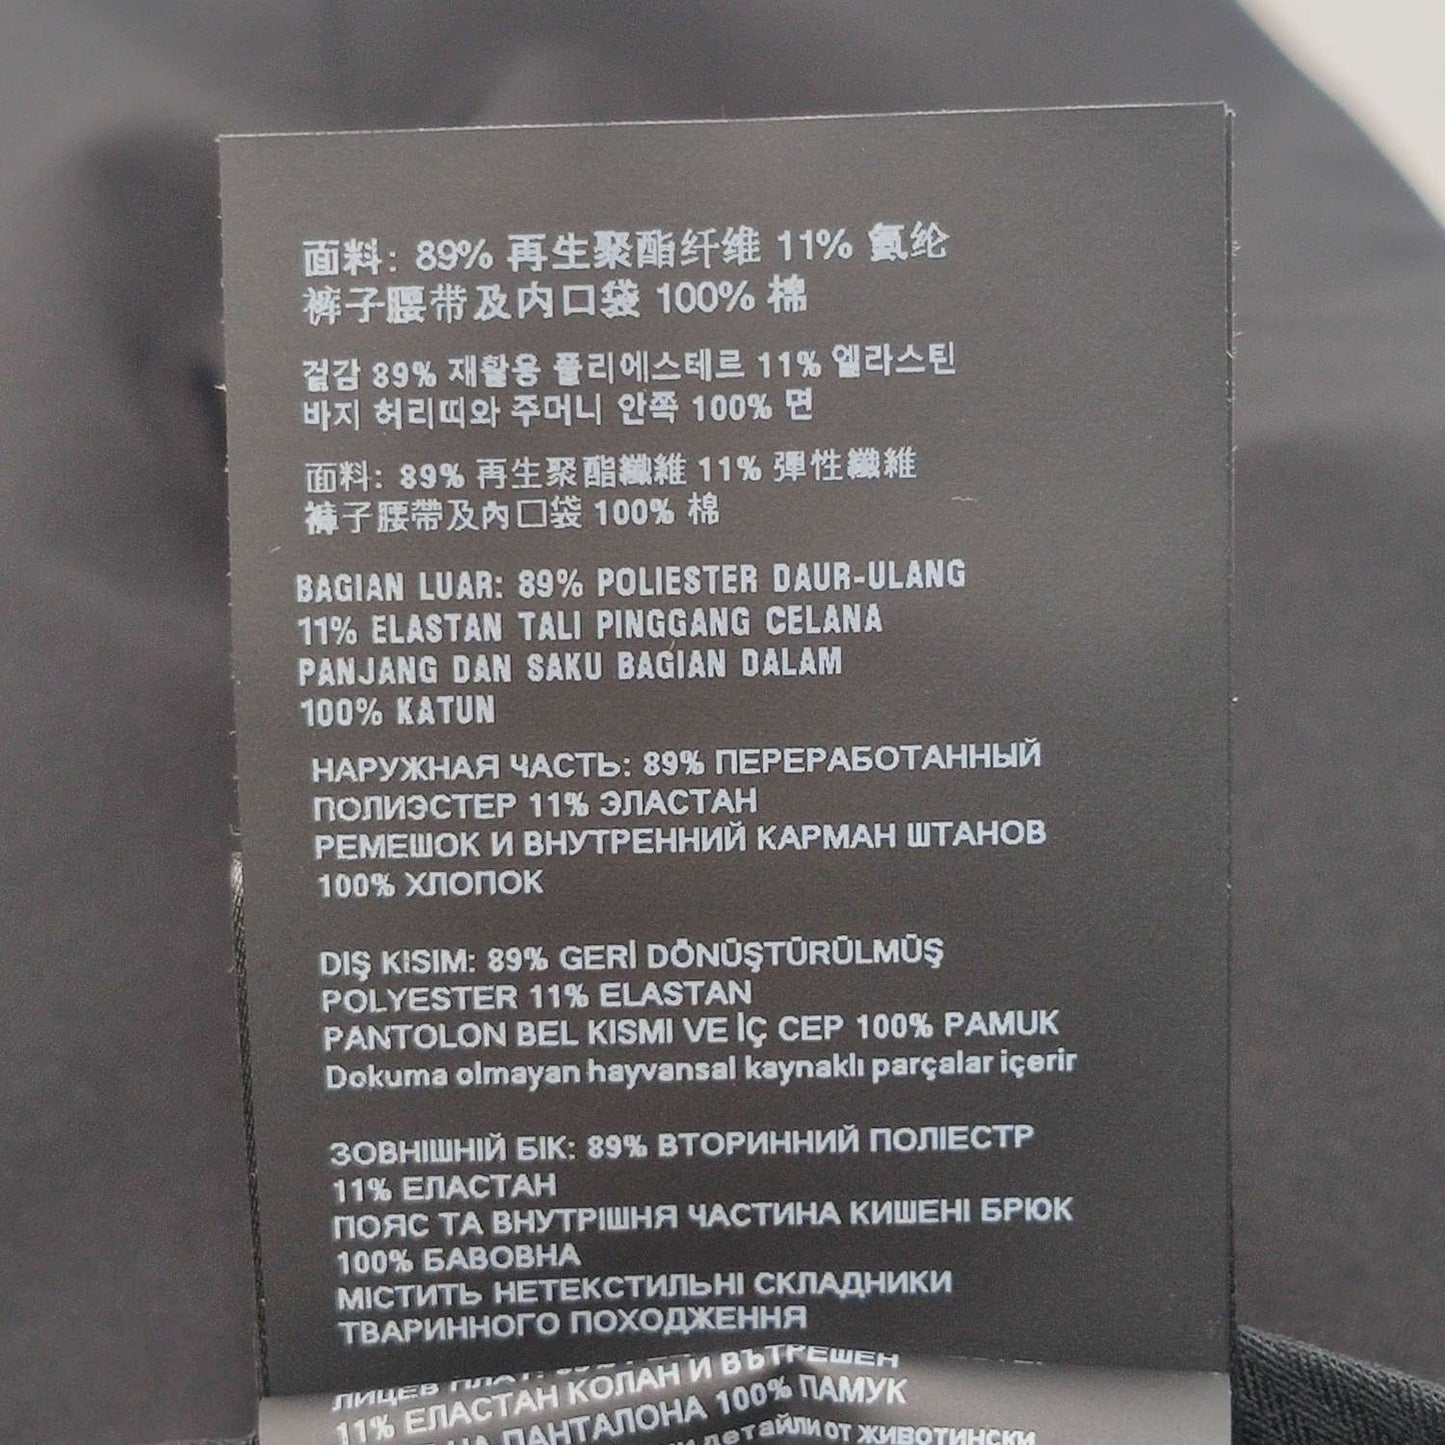 面料: 89% 再生聚酯纤维 11% 氨纶
裤子腰带及内口袋 100% 棉
겉감 89% 재활용 폴리에스테르 11% 엘라스틴
바지 허리띠와 주머니 안쪽 100% 면
面料: 89% 再生聚酯纖維 11% 彈性纖維
褲子腰帶及內口袋 100% 棉
BAGIAN LUAR: 89% POLIESTER DAUR-ULANG
11% ELASTAN TALI PINGGANG CELANA
PANJANG DAN SAKU BAGIAN DALAM
100% KATUN
НАРУЖНАЯ ЧАСТЬ: 89% ПЕРЕРАБОТАННЫЙ
ПОЛИЭСТЕР 11% ЭЛАСТАН
РЕМЕШОК И ВНУТРЕННИЙ КАРМАН ШТАНОВ
100% ХЛОПОК
DIŞ KISIM: 89% GERİ DÖNÜŞTÜRÜLMÜŞ
POLYESTER 11% ELASTAN
PANTOLON BEL KISMI VE İÇ CEP 100% PAMUK
Dokuma olmayan hayvansal kaynaklı parçalar içerir
ЗОВНІШНІЙ БІК: 89% ВТОРИННИЙ ПОЛІЕСТР
11% ЕЛАСТАН
ПОЯС ТА ВНУТРІШНЯ ЧАСТИНА КИШЕНІ БРЮК
100% БАВОВНА
МІСТИТЬ НЕТЕКСТИЛЬНІ СКЛАДНИКИ
ТВАРИННОГО ПОХОДЖЕННЯ
ЛИЦЕВ
11% ЕЛАСТАН КОЛАН И ВЪТРЕШЕН
НА ПАНТАЛОНА 100% ПАМУК
детайли от животински